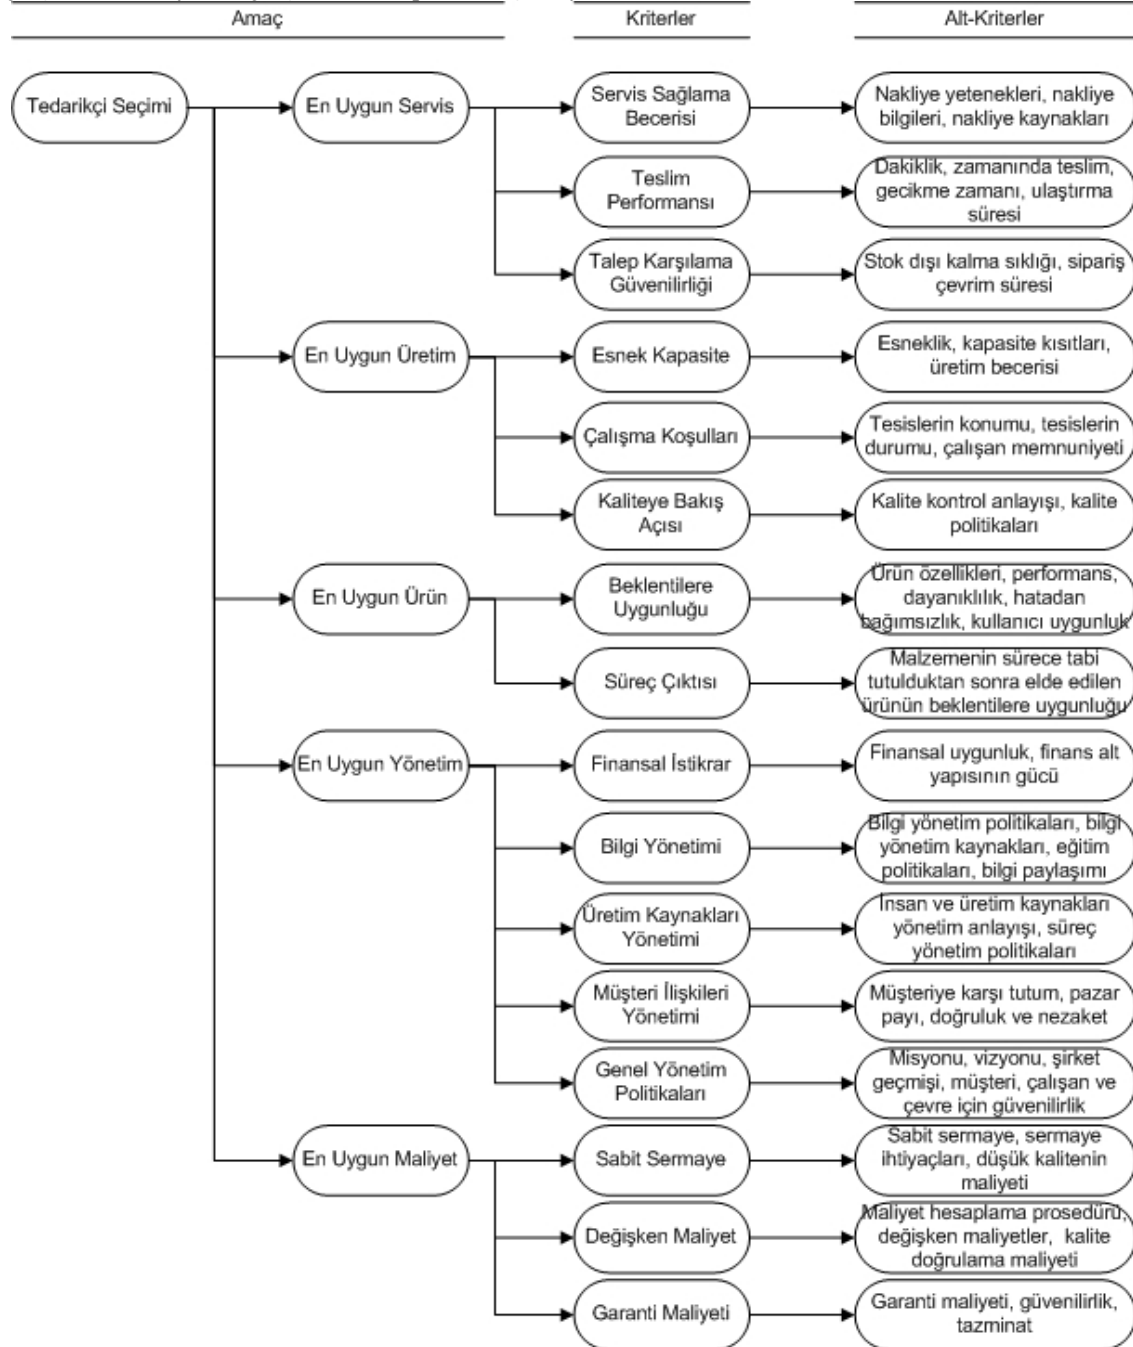 Amaç
Kriterler
Alt-Kriterler
Tedarikçi Seçimi
En Uygun Servis
Servis Sağlama
Becerisi
Nakliye yetenekleri, nakliye
bilgileri, nakliye kaynakları
Teslim
Performansı
Dakiklik, zamanında teslim,
gecikme zamanı, ulaştırma
süresi
Talep Karşılama
Güvenilirliği
Stok dışı kalma sıklığı, sipariş
çevrim süresi
En Uygun Üretim
Esnek Kapasite
Esneklik, kapasite kısıtları,
üretim becerisi
Çalışma Koşulları
Tesislerin konumu, tesislerin
durumu, çalışan memnuniyeti
Kaliteye Bakış
Açısı
Kalite kontrol anlayışı, kalite
politikaları
En Uygun Ürün
Beklentilere
Uygunluğu
Ürün özellikleri, performans,
dayanıklılık, hatadan
bağımsızlık, kullanıcı uygunluk
Süreç Çıktısı
Malzemenin sürece tabi
tutulduktan sonra elde edilen
ürünün beklentilere uygunluğu
En Uygun Yönetim
Finansal İstikrar
Finansal uygunluk, finans alt
yapısının gücü
Bilgi Yönetimi
Bilgi yönetim politikaları, bilgi
yönetim kaynakları, eğitim
politikaları, bilgi paylaşımı
Üretim Kaynakları
Yönetimi
İnsan ve üretim kaynakları
yönetim anlayışı, süreç
yönetim politikaları
Müşteri İlişkileri
Yönetimi
Müşteriye karşı tutum, pazar
payı, doğruluk ve nezaket
Genel Yönetim
Politikaları
Misyonu, vizyonu, şirket
geçmişi, müşteri, çalışan ve
çevre için güvenilirlik
En Uygun Maliyet
Sabit Sermaye
Sabit sermaye, sermaye
ihtiyaçları, düşük kalitenin
maliyeti
Değişken Maliyet
Maliyet hesaplama prosedürü,
değişken maliyetler, kalite
doğrulama maliyeti
Garanti Maliyeti
Garanti maliyeti, güvenilirlik,
tazminat